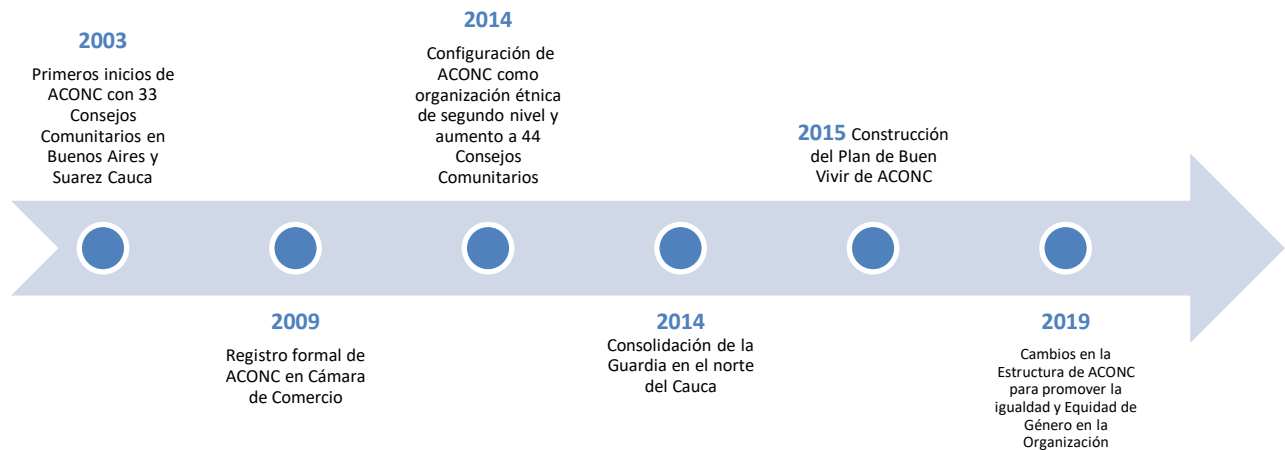 2003
Primeros inicios de
ACONC con 33
Consejos
Comunitarios en
Buenos Aires y
Suarez Cauca
2009
Registro formal de
ACONC en Cámara
de Comercio
2014
Configuración de
ACONC como
organización étnica
de segundo nivel y
aumento a 44
Consejos
Comunitarios
2014
Consolidación de la
Guardia en el norte
del Cauca
2015 Construcción
del Plan de Buen
Vivir de ACONC
2019
Cambios en la
Estructura de ACONC
para promover la
igualdad y Equidad de
Género en la
Organización